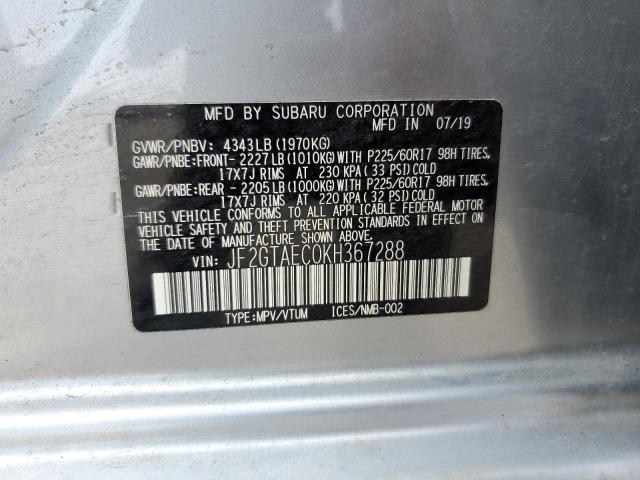 MFD BY SUBARU CORPORATION
MFD IN 07/19
GVWR/PNBV: 4343LB (1970KG)
GAWR/PNBE:FRONT- 2227LB (1010KG) WITH P225/60R17 98H TIRES,
17X7J RIMS AT 230 KPA (33 PSI) COLD
GAWR/PNBE:REAR - 2205LB (1000KG) WITH P225/60R17 98H TIRES,
17X7J RIMS AT 220 KPA (32 PSI) COLD
THIS VEHICLE CONFORMS TO ALL APPLICABLE FEDERAL MOTOR
VEHICLE SAFETY AND THEFT PREVENTION STANDARDS IN EFFECT ON
THE DATE OF MANUFACTURE SHOWN ABOVE.
VIN: JF2GTAEC0KH367288
TYPE:MPV/VTUM ICES/NMB-002